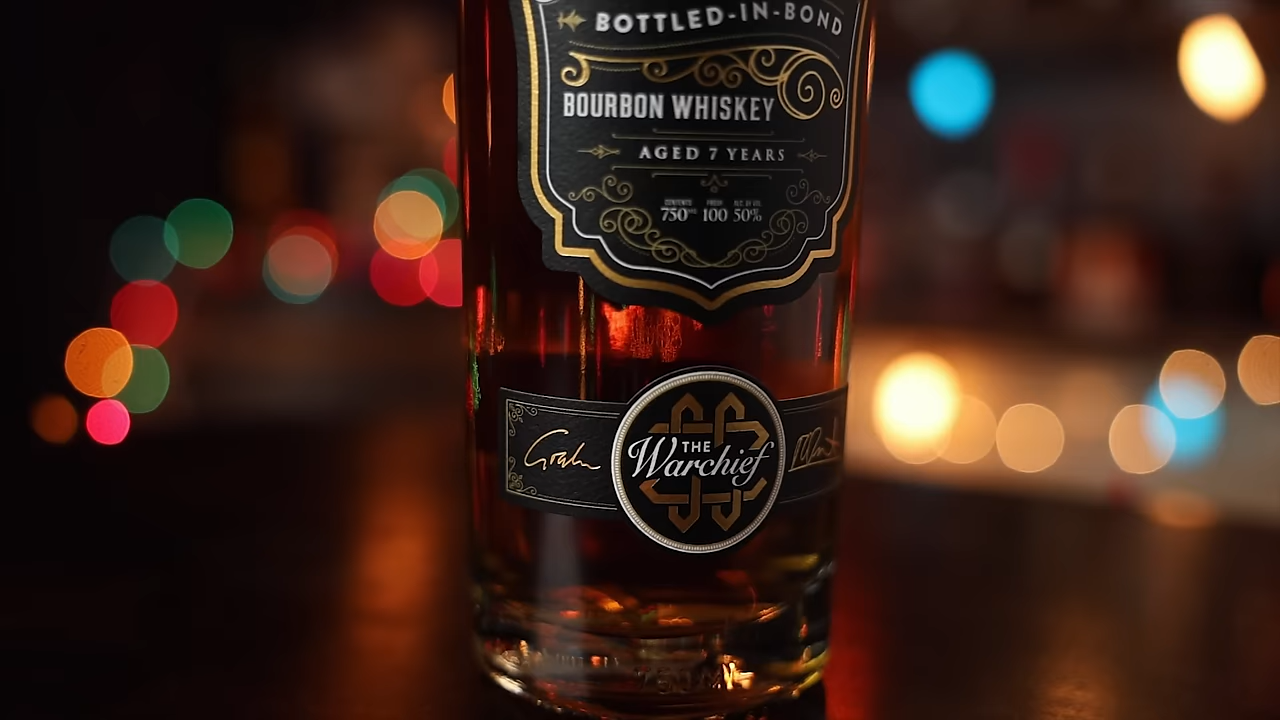 BOTTLED-IN-BOND
BOURBON WHISKEY
AGED 7 YEARS
CONTENTS PROOF ALC. BY VOL.
750ML 100 50%
THE
Warchief